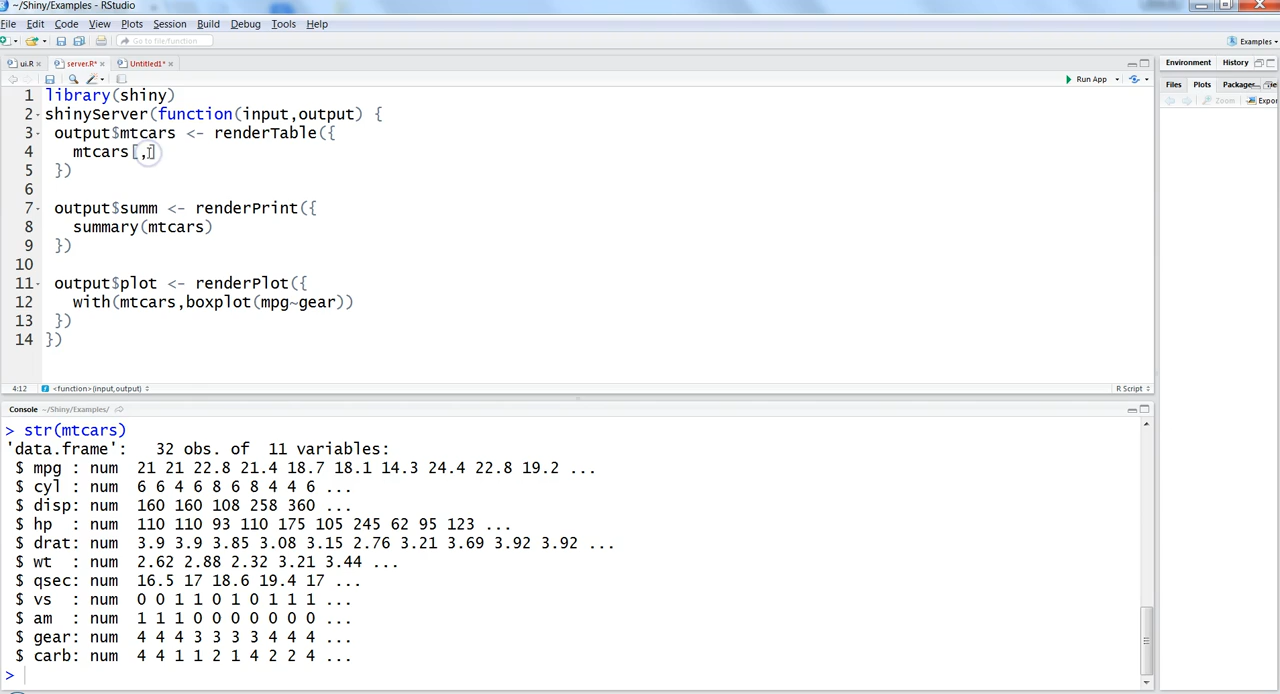 ~/Shiny/Examples - RStudio
File Edit Code View Plots Session Build Debug Tools Help
Go to file/function Examples
ui.R server.R* Untitled1* Environment History
Run App Files Plots Packages
Zoom Expor
1 library(shiny)
2 shinyServer(function(input,output) {
3 output$mtcars <- renderTable({
4 mtcars[,]
5 })
6
7 output$summ <- renderPrint({
8 summary(mtcars)
9 })
10
11 output$plot <- renderPlot({
12 with(mtcars,boxplot(mpg~gear))
13 })
14 })
4:12 <function>(input,output) R Script
Console ~/Shiny/Examples/
> str(mtcars)
'data.frame': 32 obs. of 11 variables:
$ mpg : num 21 21 22.8 21.4 18.7 18.1 14.3 24.4 22.8 19.2 ...
$ cyl : num 6 6 4 6 8 6 8 4 4 6 ...
$ disp: num 160 160 108 258 360 ...
$ hp : num 110 110 93 110 175 105 245 62 95 123 ...
$ drat: num 3.9 3.9 3.85 3.08 3.15 2.76 3.21 3.69 3.92 3.92 ...
$ wt : num 2.62 2.88 2.32 3.21 3.44 ...
$ qsec: num 16.5 17 18.6 19.4 17 ...
$ vs : num 0 0 1 1 0 1 0 1 1 1 ...
$ am : num 1 1 1 0 0 0 0 0 0 0 ...
$ gear: num 4 4 4 3 3 3 3 4 4 4 ...
$ carb: num 4 4 1 1 2 1 4 2 2 4 ...
>